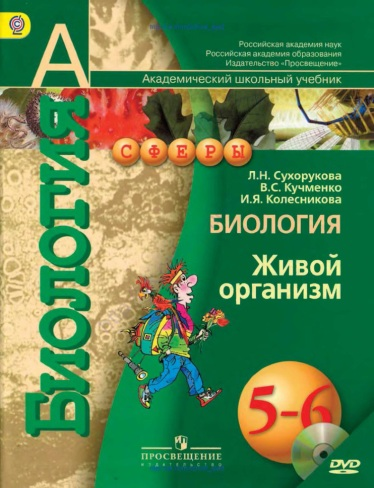 Российская академия наук
Российская академия образования
Издательство "Просвещение"
А
Академический школьный учебник
СФЕРЫ
Л.Н. Сухорукова
В.С. Кучменко
И.Я. Колесникова
БИОЛОГИЯ
Живой
организм
Биология
5-6
DVD
ПРОСВЕЩЕНИЕ
ИЗДАТЕЛЬСТВО